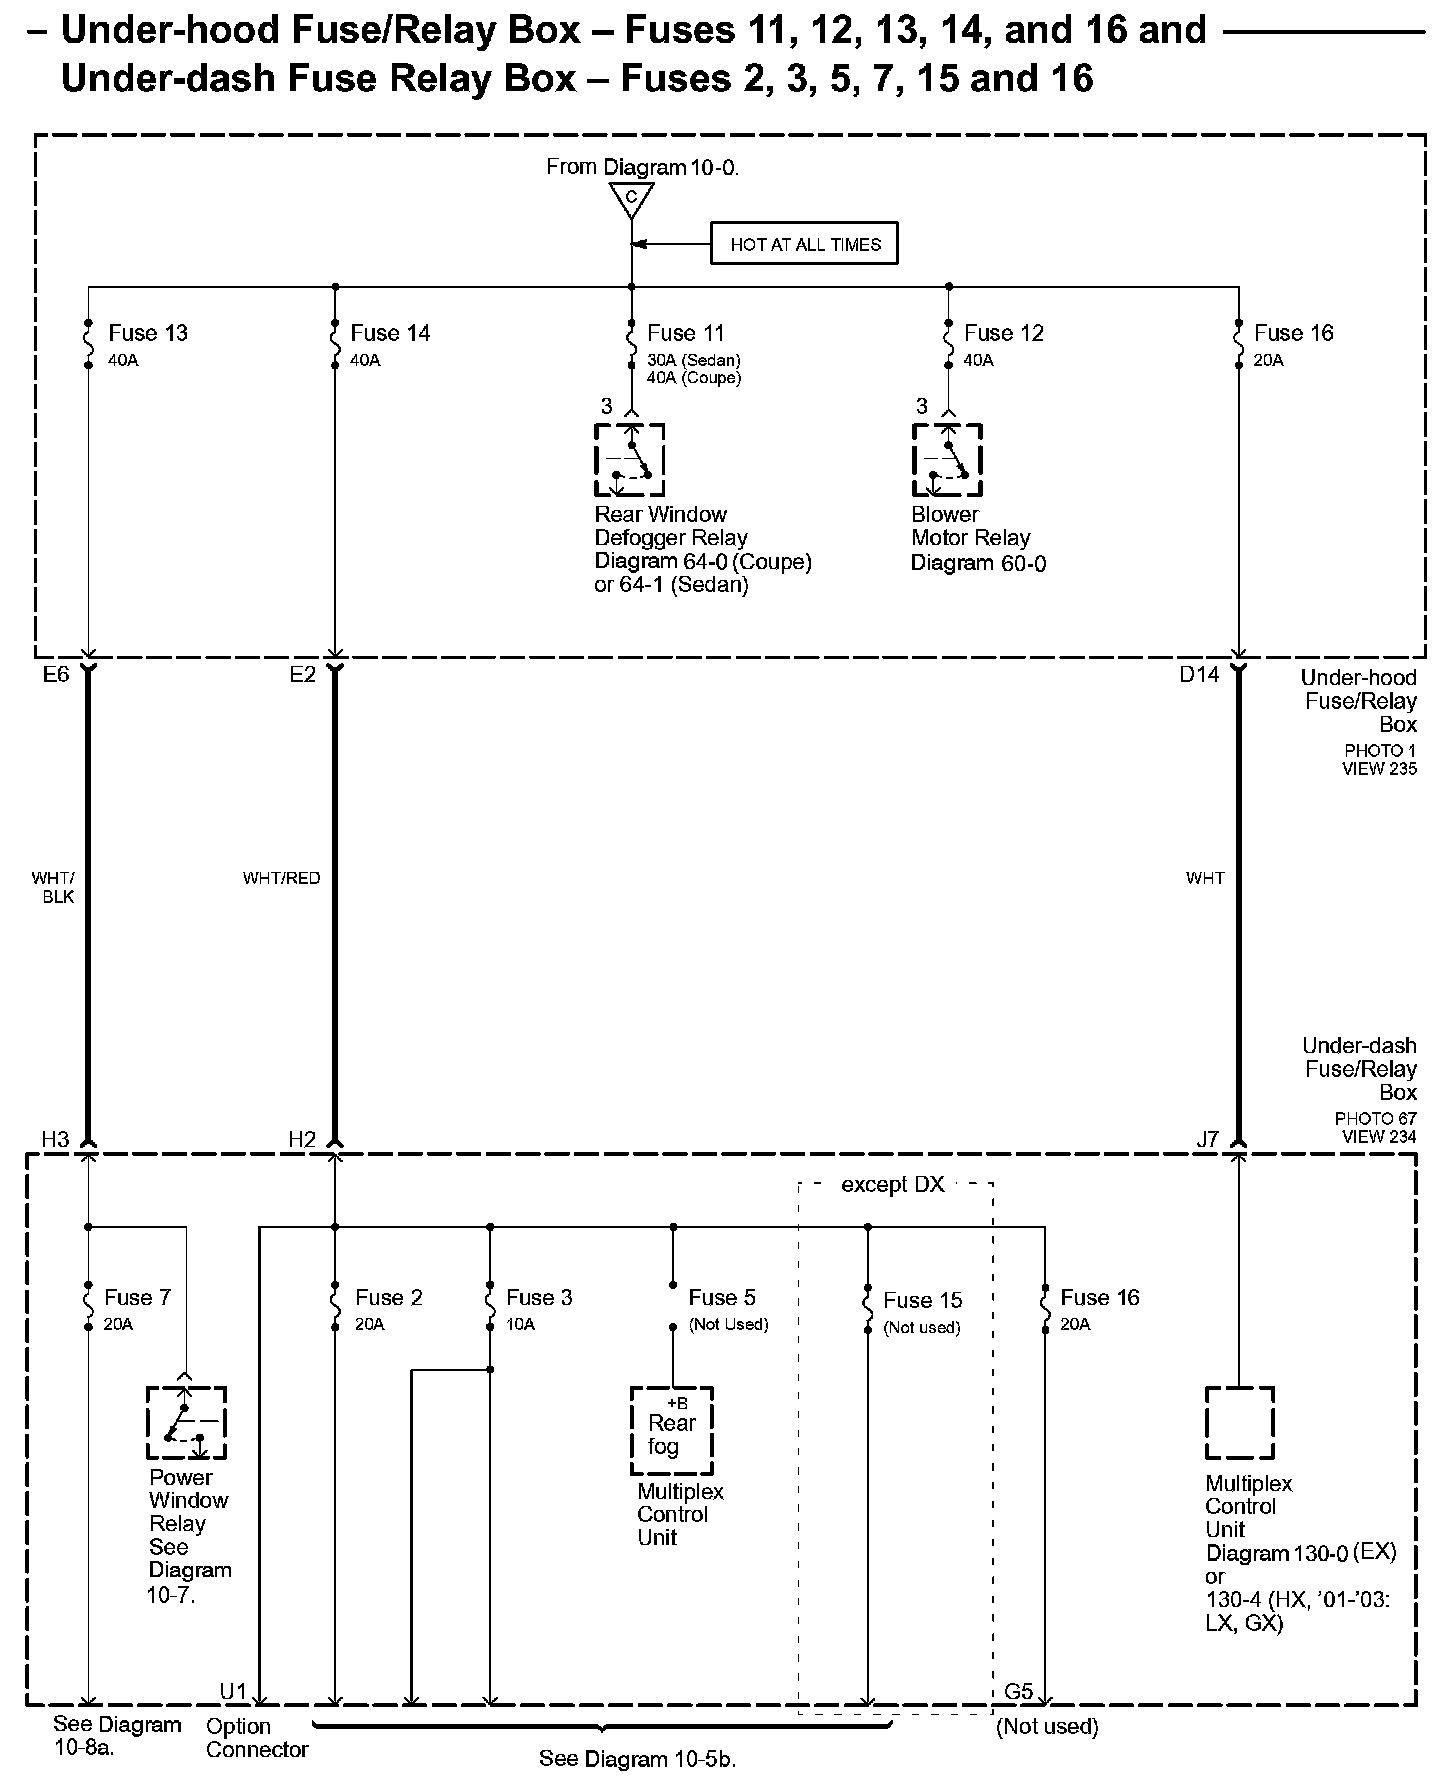 – Under-hood Fuse/Relay Box – Fuses 11, 12, 13, 14, and 16 and
Under-dash Fuse Relay Box – Fuses 2, 3, 5, 7, 15 and 16
From Diagram 10-0.
C
HOT AT ALL TIMES
Fuse 13
40A
Fuse 14
40A
Fuse 11
30A (Sedan)
40A (Coupe)
Fuse 12
40A
Fuse 16
20A
3
Rear Window
Defogger Relay
Diagram 64-0 (Coupe)
or 64-1 (Sedan)
3
Blower
Motor Relay
Diagram 60-0
E6
E2
D14
Under-hood
Fuse/Relay
Box
PHOTO 1
VIEW 235
WHT/
BLK
WHT/RED
WHT
Under-dash
Fuse/Relay
Box
PHOTO 67
VIEW 234
H3
H2
J7
except DX
Fuse 7
20A
Fuse 2
20A
Fuse 3
10A
Fuse 5
(Not Used)
Fuse 15
(Not used)
Fuse 16
20A
Power
Window
Relay
See
Diagram
10-7.
+B
Rear
fog
Multiplex
Control
Unit
Multiplex
Control
Unit
Diagram 130-0 (EX)
or
130-4 (HX, ’01-’03:
LX, GX)
U1
G5
See Diagram
10-8a.
Option
Connector
See Diagram 10-5b.
(Not used)